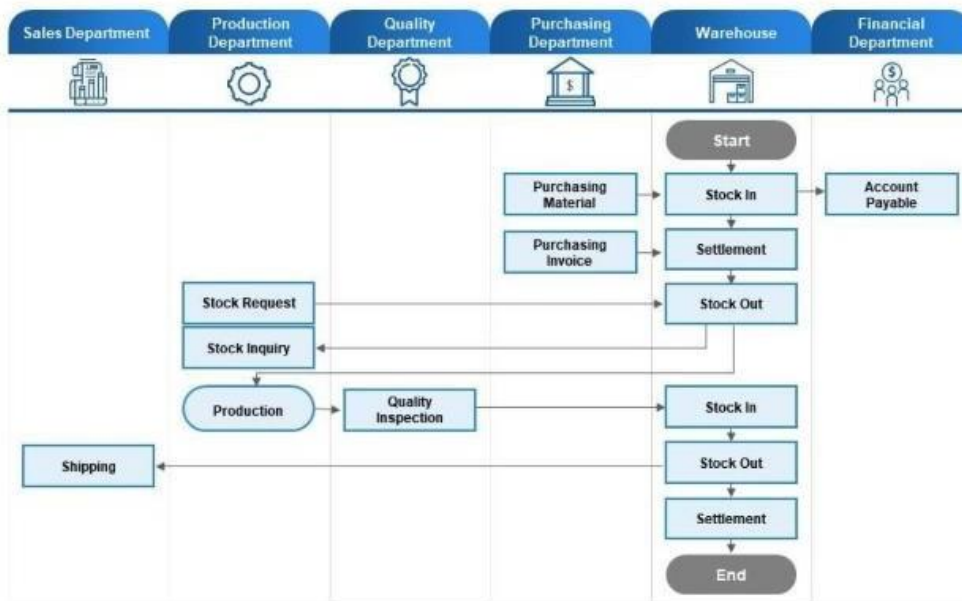 Sales Department
Production
Department
Quality
Department
Purchasing
Department
Warehouse
Financial
Department
$
$
Start
Purchasing
Material
Stock In
Account
Payable
Purchasing
Invoice
Settlement
Stock Request
Stock Out
Stock Inquiry
Production
Quality
Inspection
Stock In
Shipping
Stock Out
Settlement
End